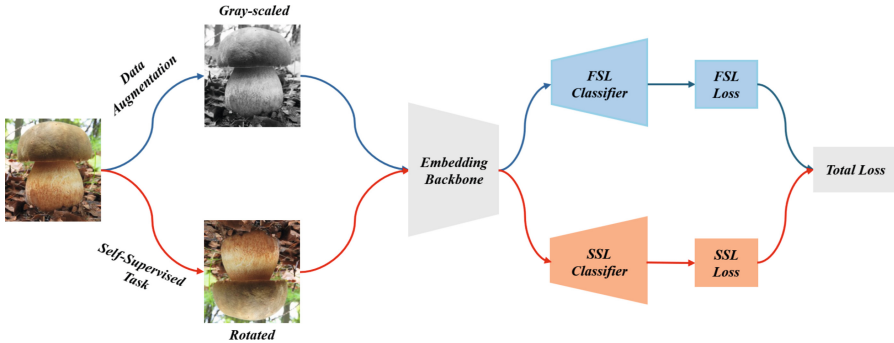 Gray-scaled
Data
Augmentation
Self-Supervised
Task
Rotated
Embedding
Backbone
FSL
Classifier
FSL
Loss
SSL
Classifier
SSL
Loss
Total Loss